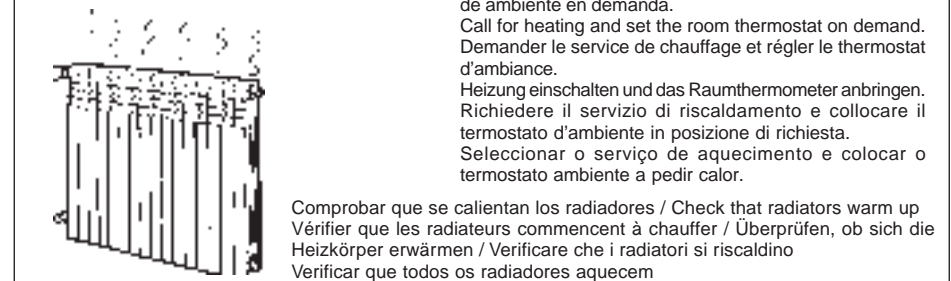 de ambiente en demanda.
Call for heating and set the room thermostat on demand.
Demander le service de chauffage et régler le thermostat
d'ambiance.
Heizung einschalten und das Raumthermometer anbringen.
Richiedere il servizio di riscaldamento e collocare il
termostato d'ambiente in posizione di richiesta.
Seleccionar o serviço de aquecimento e colocar o
termostato ambiente a pedir calor.
Comprobar que se calientan los radiadores / Check that radiators warm up
Vérifier que les radiateurs commencent à chauffer / Überprüfen, ob sich die
Heizkörper erwärmen / Verificare che i radiatori si riscaldino
Verificar que todos os radiadores aquecem